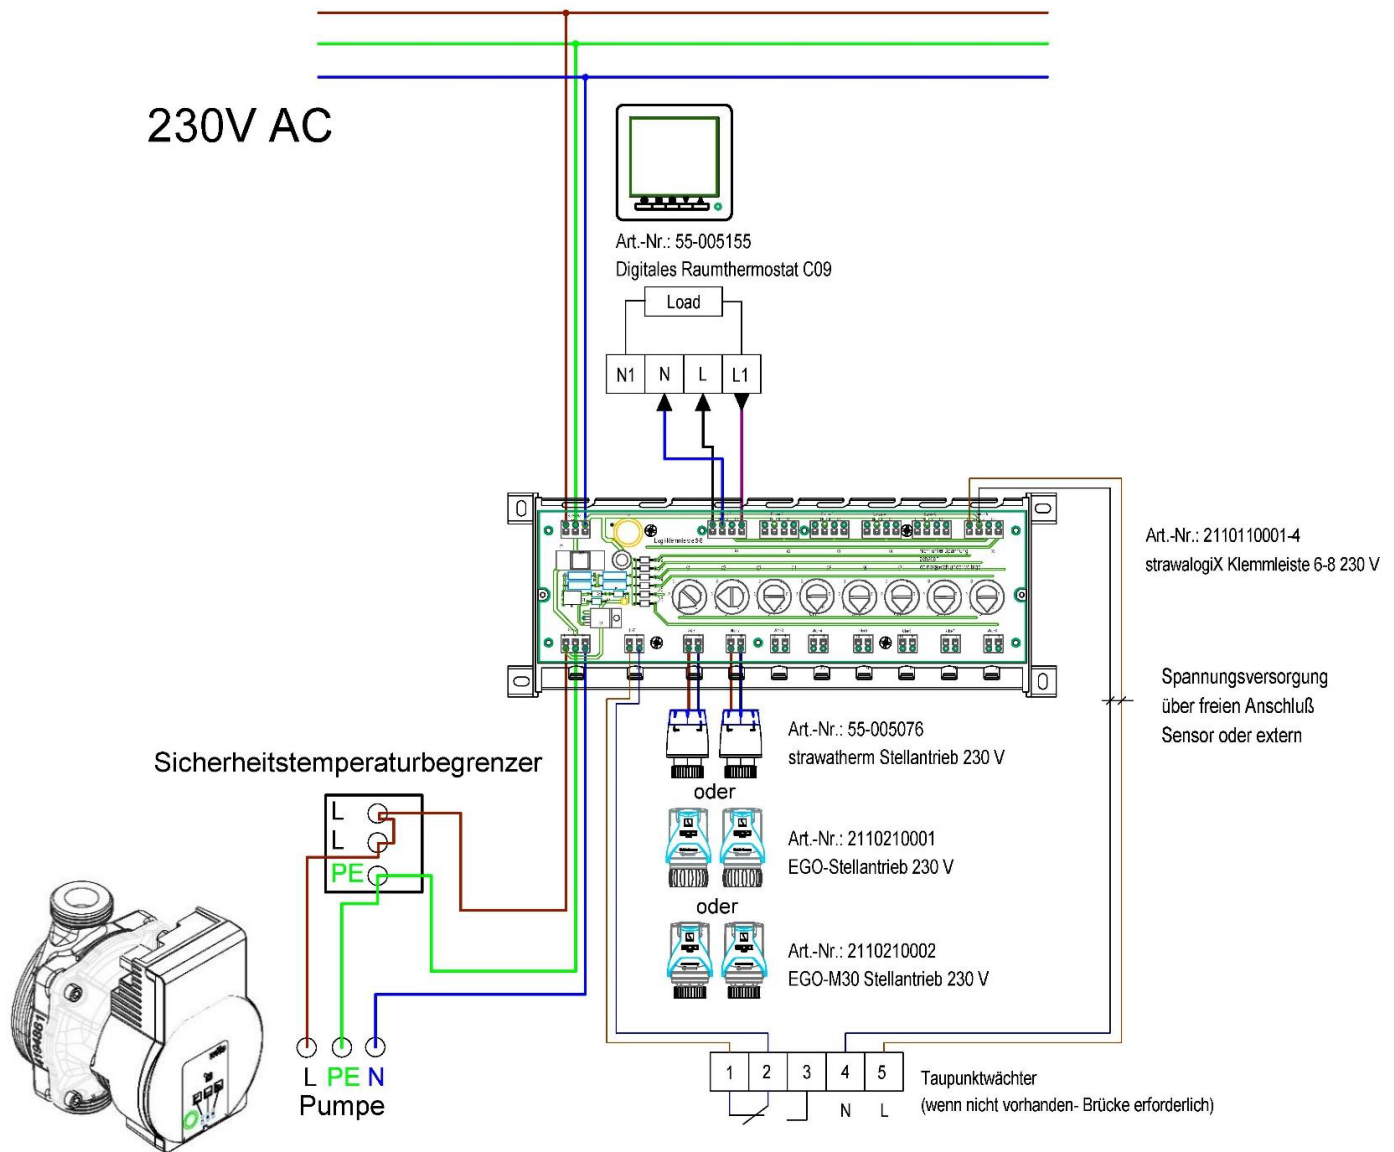 230V AC
Art.-Nr.: 55-005155
Digitales Raumthermostat C09
Load
N1 N L L1
Art.-Nr.: 2110110001-4
strawalogiX Klemmleiste 6-8 230 V
Spannungsversorgung
über freien Anschluß
Sensor oder extern
Art.-Nr.: 55-005076
strawatherm Stellantrieb 230 V
oder
Art.-Nr.: 2110210001
EGO-Stellantrieb 230 V
oder
Art.-Nr.: 2110210002
EGO-M30 Stellantrieb 230 V
Sicherheitstemperaturbegrenzer
L
L
PE
4194861
L PE N
Pumpe
1 2 3 4 5
N L
Taupunktwächter
(wenn nicht vorhanden- Brücke erforderlich)